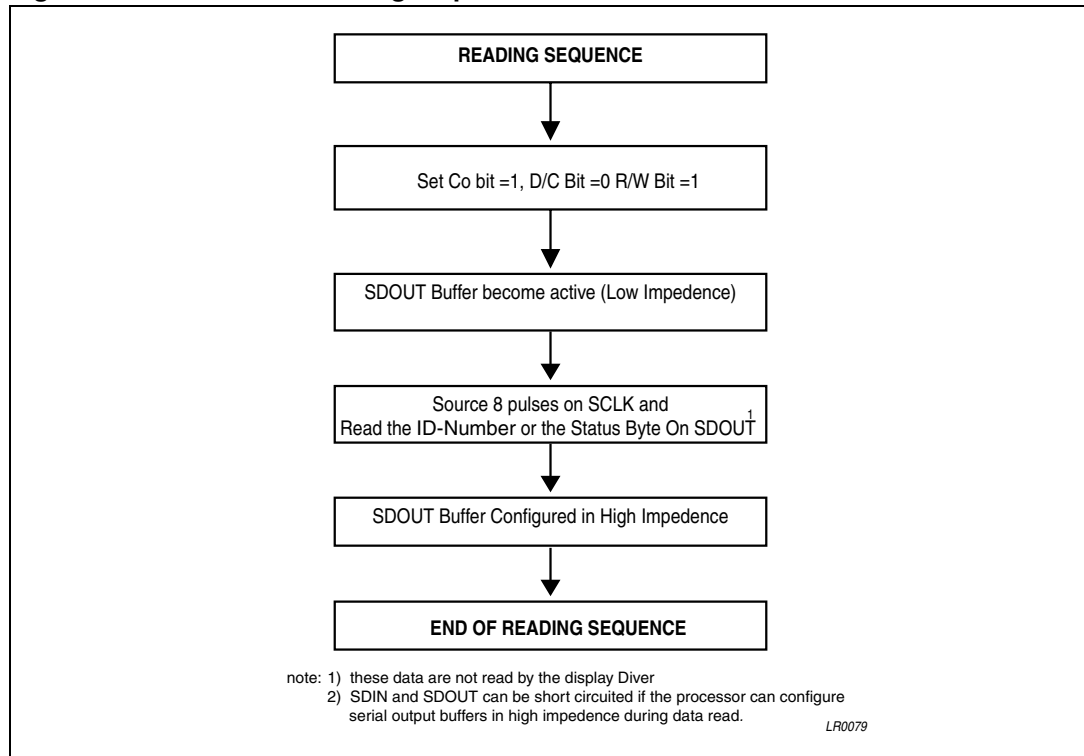 READING SEQUENCE
Set Co bit =1, D/C Bit =0 R/W Bit =1
SDOUT Buffer become active (Low Impedence)
Source 8 pulses on SCLK and
Read the ID-Number or the Status Byte On SDOUT 1
SDOUT Buffer Configured in High Impedence
END OF READING SEQUENCE
note: 1) these data are not read by the display Diver
2) SDIN and SDOUT can be short circuited if the processor can configure
serial output buffers in high impedence during data read.
LR0079